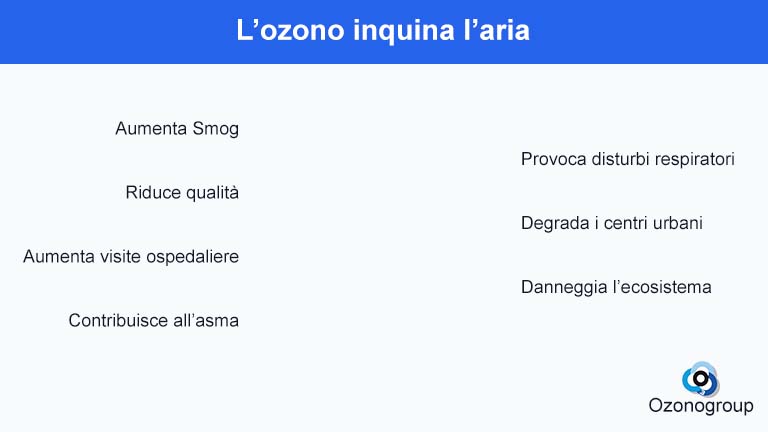 L’ozono inquina l’aria
Aumenta Smog
Riduce qualità
Aumenta visite ospedaliere
Contribuisce all’asma
Provoca disturbi respiratori
Degrada i centri urbani
Danneggia l’ecosistema
Ozonogroup